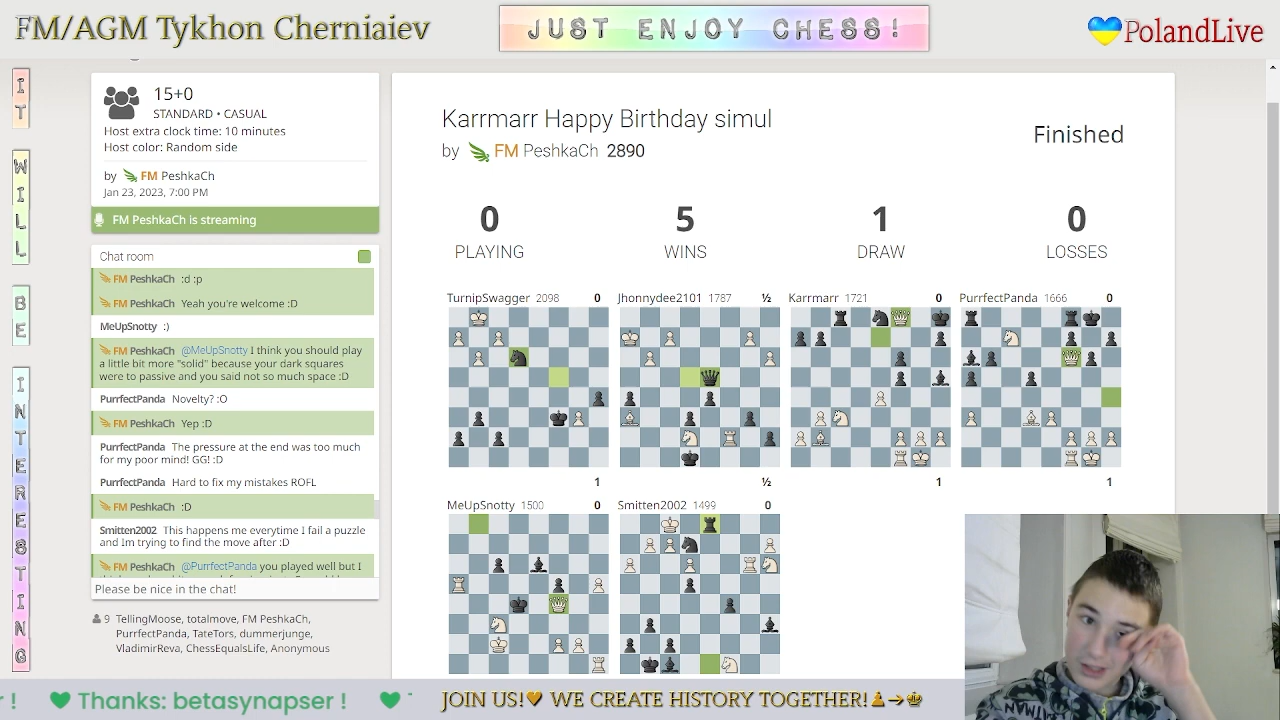 FM/AGM Tykhon Cherniaiev
JUST ENJOY CHESS!
PolandLive
IT
WILL
BE
INTERESTING
15+0
STANDARD • CASUAL
Host extra clock time: 10 minutes
Host color: Random side
by FM PeshkaCh
Jan 23, 2023, 7:00 PM
FM PeshkaCh is streaming
Chat room
FM PeshkaCh :d :p
FM PeshkaCh Yeah you're welcome :D
MeUpSnotty :)
FM PeshkaCh @MeUpSnotty I think you should play
a little bit more "solid" because your dark squares
were to passive and you said not so much space :D
PurrfectPanda Novelty? :O
FM PeshkaCh Yep :D
PurrfectPanda The pressure at the end was too much
for my poor mind! GG! :D
PurrfectPanda Hard to fix my mistakes ROFL
FM PeshkaCh :D
Smitten2002 This happens me everytime I fail a puzzle
and Im trying to find the move after :D
FM PeshkaCh @PurrfectPanda you played well but I
Please be nice in the chat!
9 TellingMoose, totalmove, FM PeshkaCh,
PurrfectPanda, TateTors, dummerjunge,
VladimirReva, ChessEqualsLife, Anonymous
Karrmarr Happy Birthday simul
by FM PeshkaCh 2890
Finished
0 5 1 0
PLAYING WINS DRAW LOSSES
TurnipSwagger 2098 0
Jhonnydee2101 1787 ½
Karrmarr 1721 0
PurrfectPanda 1666 0
1 ½ 1 1
MeUpSnotty 1500 0
Smitten2002 1499 0
BATMAN
r ! 💚 Thanks: betasynapser ! 💚
JOIN US!🧡 WE CREATE HISTORY TOGETHER!♟→♚